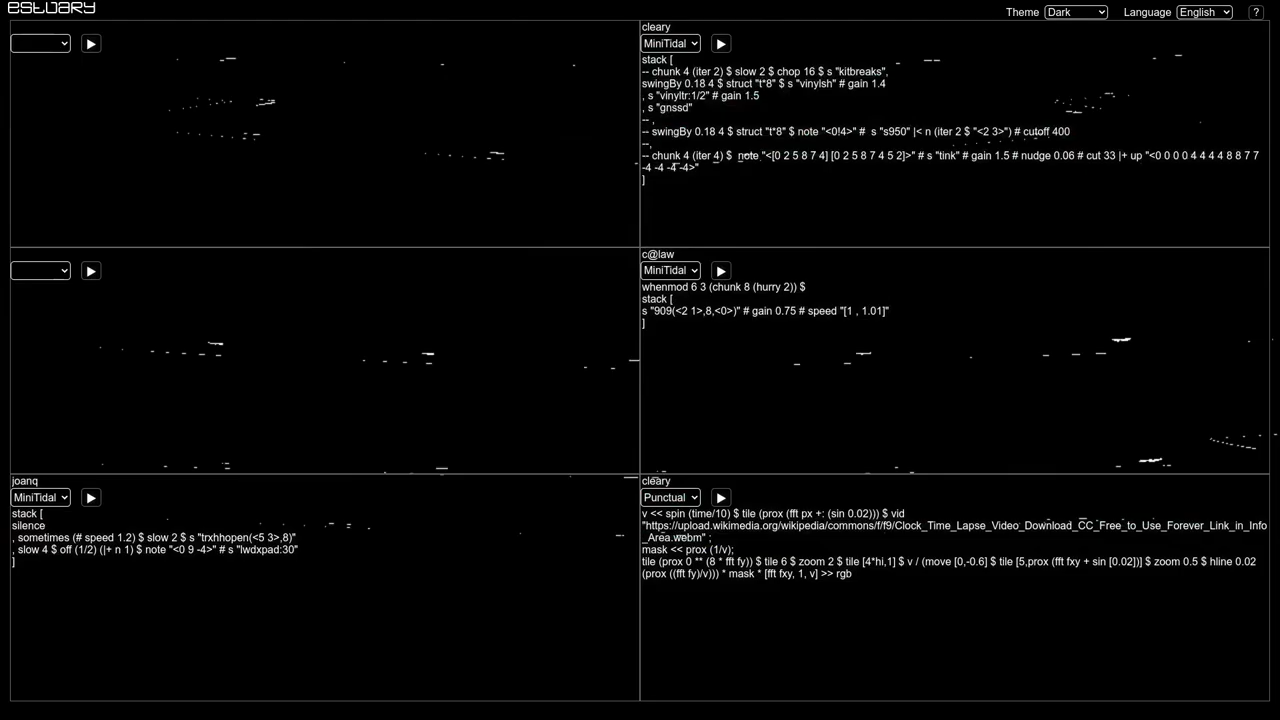 estuary
Theme Dark Language English ?
cleary
MiniTidal
stack [
-- chunk 4 (iter 2) $ slow 2 $ chop 16 $ s "kitbreaks",
swingBy 0.18 4 $ struct "t*8" $ s "vinylsh" # gain 1.4
, s "vinyltr:1/2" # gain 1.5
, s "gnssd"
-- ,
-- swingBy 0.18 4 $ struct "t*8" $ note "<0!4>" # s "s950" |< n (iter 2 $ "<2 3>") # cutoff 400
--,
-- chunk 4 (iter 4) $ note "<[0 2 5 8 7 4] [0 2 5 8 7 4 5 2]>" # s "tink" # gain 1.5 # nudge 0.06 # cut 33 |+ up "<0 0 0 0 4 4 4 4 8 8 7 7
-4 -4 -4 -4>"
]
c@law
MiniTidal
whenmod 6 3 (chunk 8 (hurry 2)) $
stack [
s "909(<2 1>,8,<0>)" # gain 0.75 # speed "[1 , 1.01]"
]
joanq
MiniTidal
stack [
silence
, sometimes (# speed 1.2) $ slow 2 $ s "trxhhopen(<5 3>,8)"
, slow 4 $ off (1/2) (|+ n 1) $ note "<0 9 -4>" # s "lwdxpad:30"
]
cleary
Punctual
v << spin (time/10) $ tile (prox (fft px +: (sin 0.02))) $ vid
"https://upload.wikimedia.org/wikipedia/commons/f/f9/Clock_Time_Lapse_Video_Download_CC_Free_to_Use_Forever_Link_in_Info
_Area.webm" ;
mask << prox (1/v);
tile (prox 0 ** (8 * fft fy)) $ tile 6 $ zoom 2 $ tile [4*hi,1] $ v / (move [0,-0.6] $ tile [5,prox (fft fxy + sin [0.02])] $ zoom 0.5 $ hline 0.02
(prox ((fft fy)/v))) * mask * [fft fxy, 1, v] >> rgb